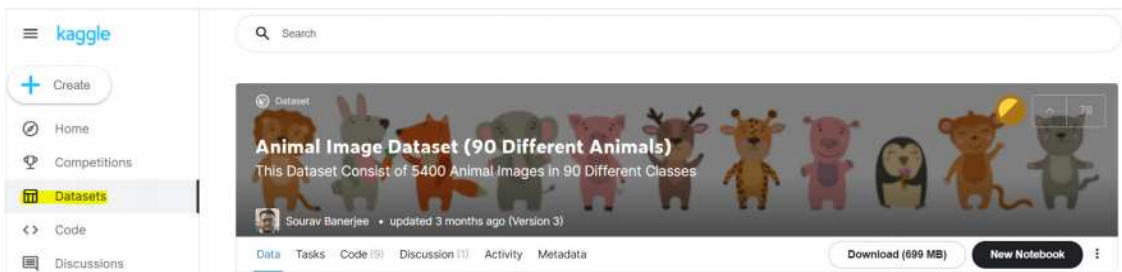 kaggle
Search
Create
Home
Competitions
Datasets
Code
Discussions
Dataset
78
Animal Image Dataset (90 Different Animals)
This Dataset Consist of 5400 Animal Images in 90 Different Classes
Sourav Banerjee • updated 3 months ago (Version 3)
Data Tasks Code (9) Discussion (1) Activity Metadata
Download (699 MB) New Notebook